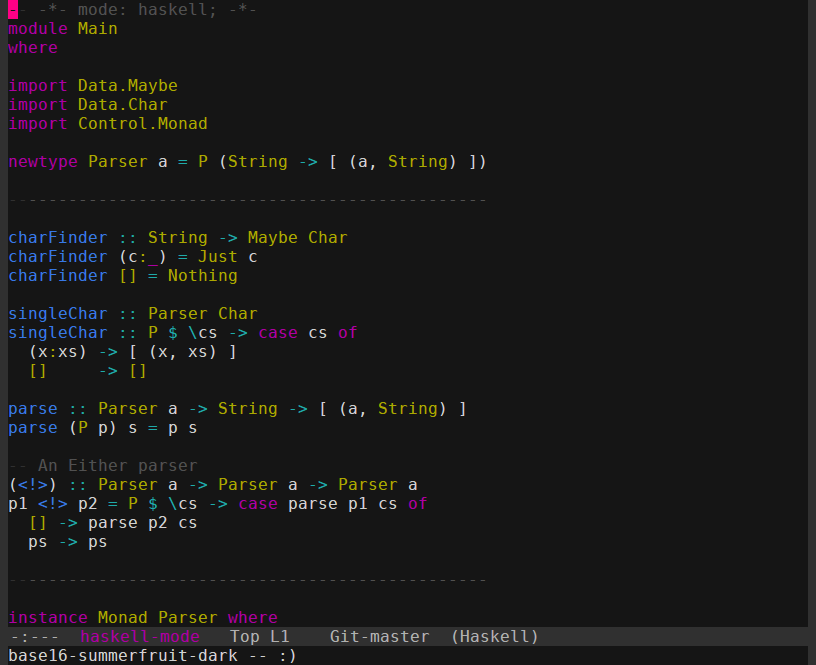 -- -*- mode: haskell; -*-
module Main
where

import Data.Maybe
import Data.Char
import Control.Monad

newtype Parser a = P (String -> [ (a, String) ])

------------------------------------------------

charFinder :: String -> Maybe Char
charFinder (c:_) = Just c
charFinder [] = Nothing

singleChar :: Parser Char
singleChar :: P $ \cs -> case cs of
  (x:xs) -> [ (x, xs) ]
  []     -> []

parse :: Parser a -> String -> [ (a, String) ]
parse (P p) s = p s

-- An Either parser
(<!>) :: Parser a -> Parser a -> Parser a
p1 <!> p2 = P $ \cs -> case parse p1 cs of
  [] -> parse p2 cs
  ps -> ps

------------------------------------------------

instance Monad Parser where
-:---  haskell-mode   Top L1    Git-master  (Haskell)
base16-summerfruit-dark -- :)